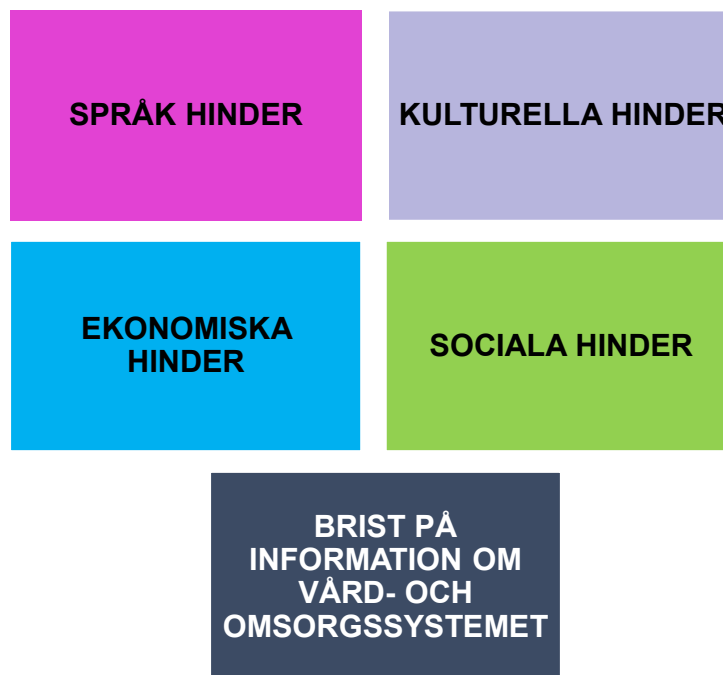 SPRÅK HINDER
KULTURELLA HINDER
EKONOMISKA
HINDER
SOCIALA HINDER
BRIST PÅ
INFORMATION OM
VÅRD- OCH
OMSORGSSYSTEMET